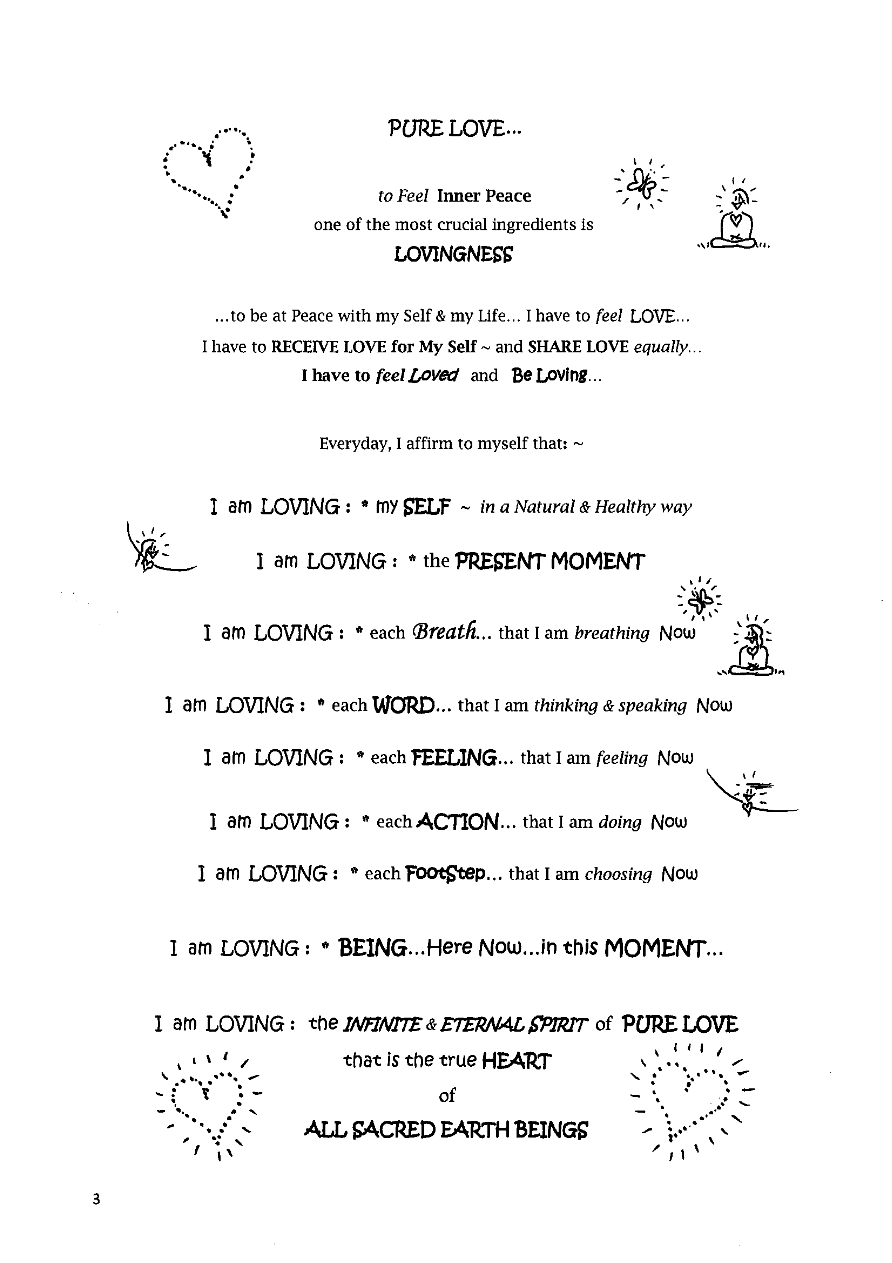 PURE LOVE...
to Feel Inner Peace
one of the most crucial ingredients is
LOVINGNESS
...to be at Peace with my Self & my Life... I have to feel LOVE...
I have to RECEIVE LOVE for My Self ~ and SHARE LOVE equally...
I have to feel Loved and Be Loving...
Everyday, I affirm to myself that: ~
I am LOVING : * my SELF ~ in a Natural & Healthy way
I am LOVING : * the PRESENT MOMENT
I am LOVING : * each Breath... that I am breathing Now
I am LOVING : * each WORD... that I am thinking & speaking Now
I am LOVING : * each FEELING... that I am feeling Now
I am LOVING : * each ACTION... that I am doing Now
I am LOVING : * each FootStep... that I am choosing Now
I am LOVING : * BEING...Here Now...in this MOMENT...
I am LOVING : the INFINITE & ETERNAL SPIRIT of PURE LOVE
that is the true HEART
of
ALL SACRED EARTH BEINGS
3